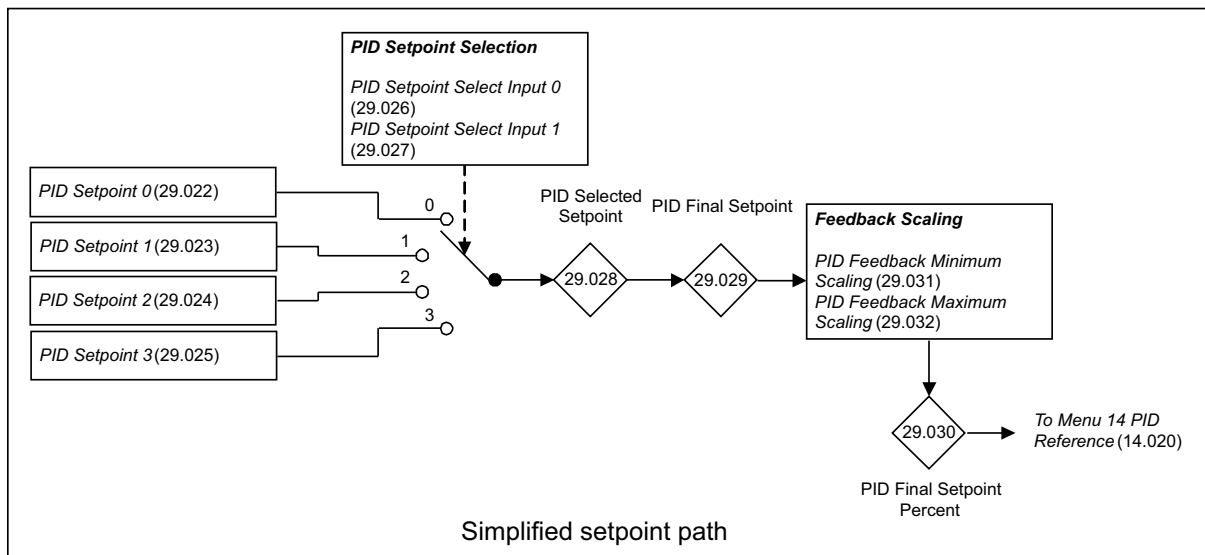 PID Setpoint Selection
PID Setpoint Select Input 0
(29.026)
PID Setpoint Select Input 1
(29.027)
PID Setpoint 0 (29.022)
PID Setpoint 1 (29.023)
PID Setpoint 2 (29.024)
PID Setpoint 3 (29.025)
0
1
2
3
PID Selected
Setpoint
29.028
PID Final Setpoint
29.029
Feedback Scaling
PID Feedback Minimum
Scaling (29.031)
PID Feedback Maximum
Scaling (29.032)
29.030
To Menu 14 PID
Reference (14.020)
PID Final Setpoint
Percent
Simplified setpoint path